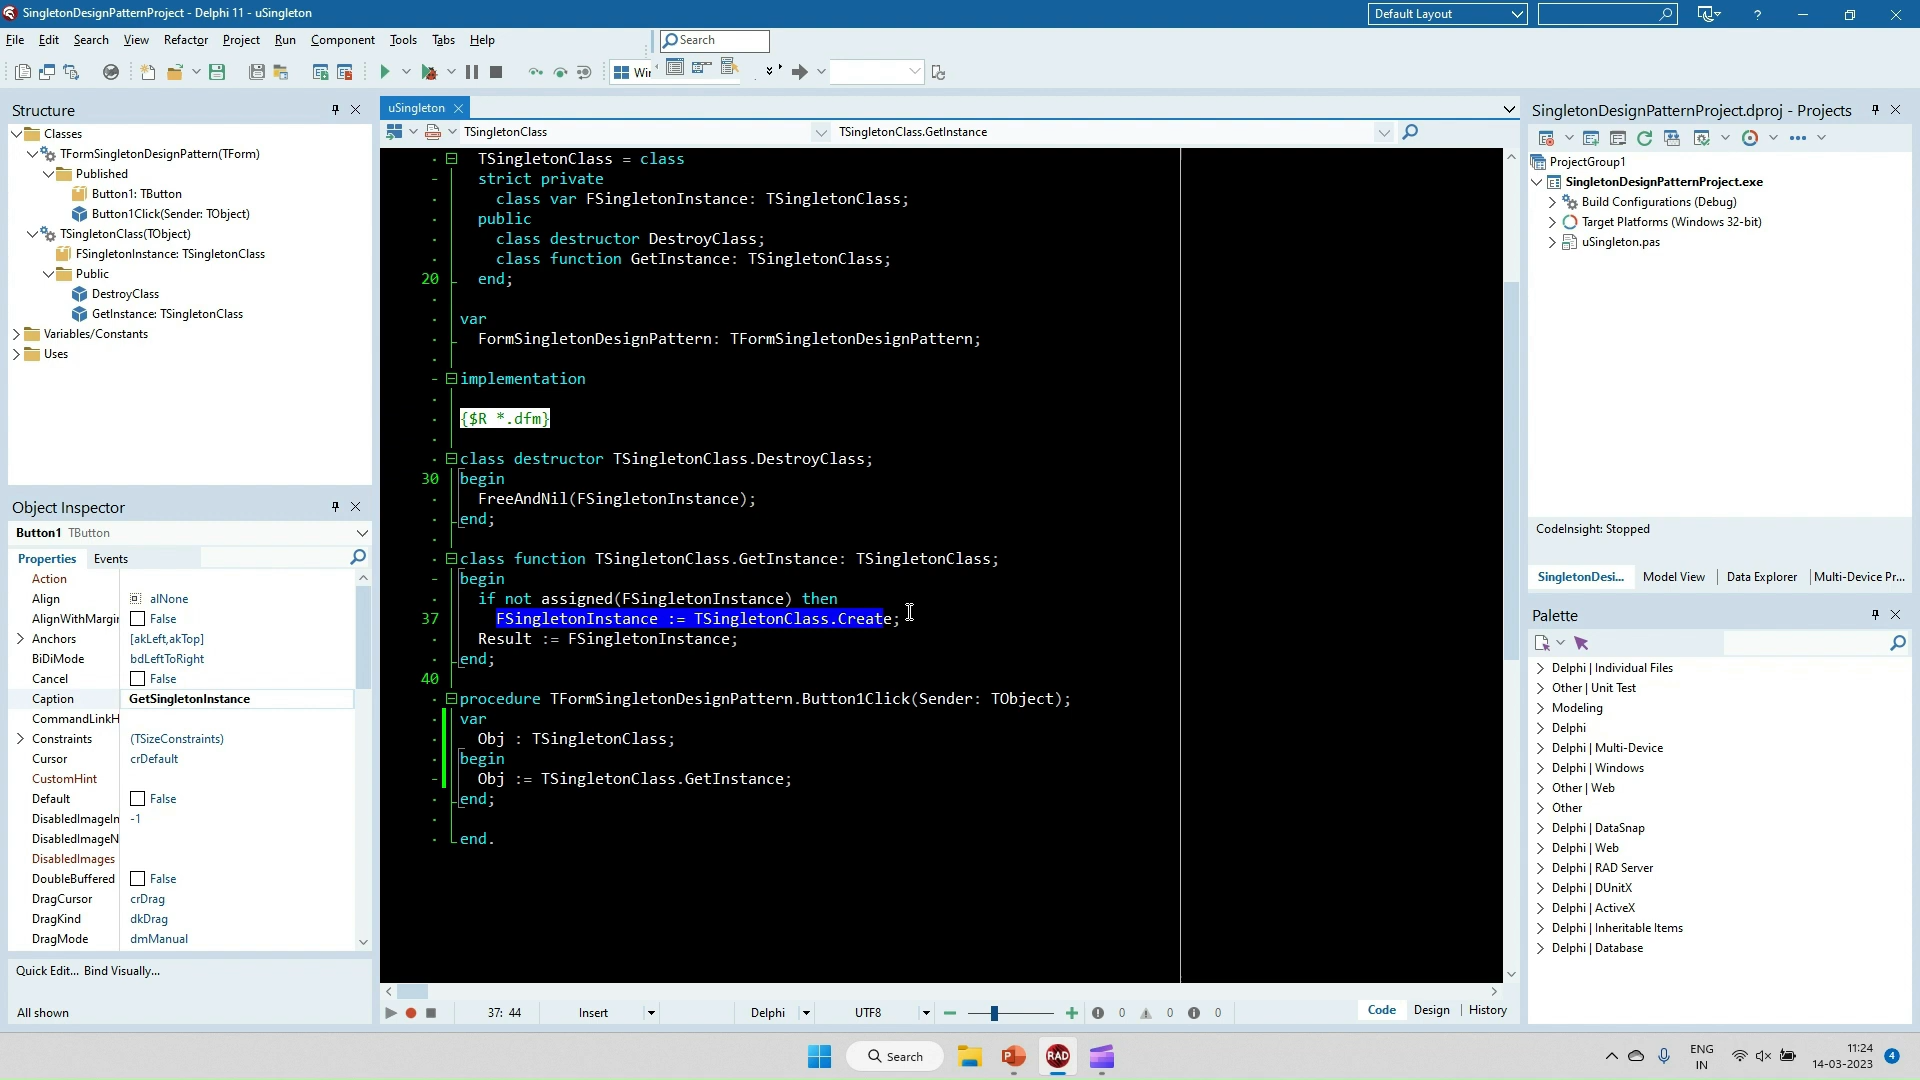 SingletonDesignPatternProject - Delphi 11 - uSingleton
Default Layout
?
File Edit Search View Refactor Project Run Component Tools Tabs Help
Search
Wir
Structure
Classes
TFormSingletonDesignPattern(TForm)
Published
Button1: TButton
Button1Click(Sender: TObject)
TSingletonClass(TObject)
FSingletonInstance: TSingletonClass
Public
DestroyClass
GetInstance: TSingletonClass
Variables/Constants
Uses
Object Inspector
Button1 TButton
Properties Events
Action
Align alNone
AlignWithMargin False
Anchors [akLeft,akTop]
BiDiMode bdLeftToRight
Cancel False
Caption GetSingletonInstance
CommandLinkH
Constraints (TSizeConstraints)
Cursor crDefault
CustomHint
Default False
DisabledImageIn -1
DisabledImageN
DisabledImages
DoubleBuffered False
DragCursor crDrag
DragKind dkDrag
DragMode dmManual
Quick Edit... Bind Visually...
All shown
uSingleton
TSingletonClass TSingletonClass.GetInstance
TSingletonClass = class
strict private
class var FSingletonInstance: TSingletonClass;
public
class destructor DestroyClass;
class function GetInstance: TSingletonClass;
20 end;
var
FormSingletonDesignPattern: TFormSingletonDesignPattern;
implementation
{$R *.dfm}
class destructor TSingletonClass.DestroyClass;
30 begin
FreeAndNil(FSingletonInstance);
end;
class function TSingletonClass.GetInstance: TSingletonClass;
begin
if not assigned(FSingletonInstance) then
37 FSingletonInstance := TSingletonClass.Create;
Result := FSingletonInstance;
end;
40
procedure TFormSingletonDesignPattern.Button1Click(Sender: TObject);
var
Obj : TSingletonClass;
begin
Obj := TSingletonClass.GetInstance;
end;
end.
37: 44 Insert Delphi UTF8 0 0 0 Code Design History
SingletonDesignPatternProject.dproj - Projects
ProjectGroup1
SingletonDesignPatternProject.exe
Build Configurations (Debug)
Target Platforms (Windows 32-bit)
uSingleton.pas
CodeInsight: Stopped
SingletonDesi... Model View Data Explorer Multi-Device Pr...
Palette
Delphi | Individual Files
Other | Unit Test
Modeling
Delphi
Delphi | Multi-Device
Delphi | Windows
Other | Web
Other
Delphi | DataSnap
Delphi | Web
Delphi | RAD Server
Delphi | DUnitX
Delphi | ActiveX
Delphi | Inheritable Items
Delphi | Database
Search
P
RAD
ENG
IN
11:24
14-03-2023
4